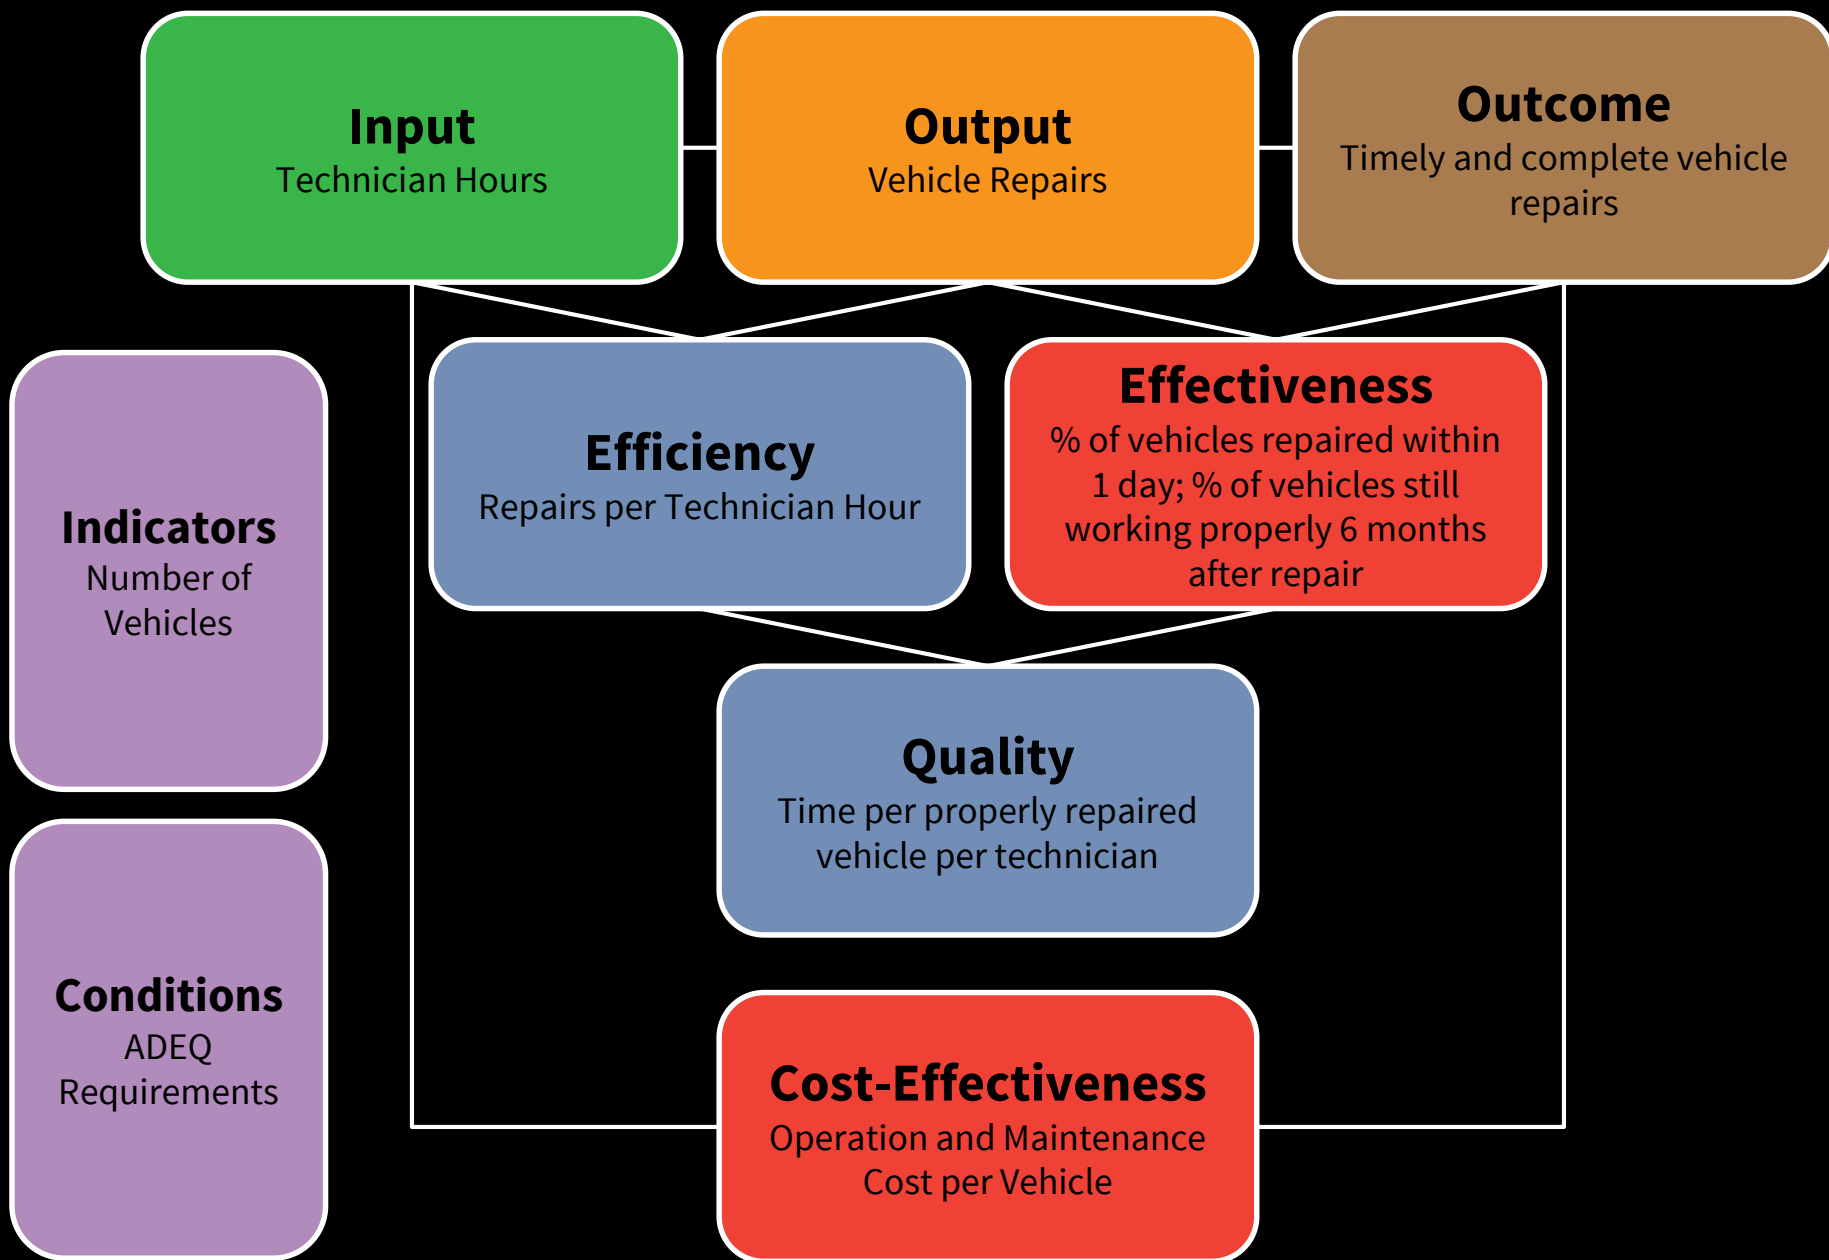 Input
Technician Hours
Output
Vehicle Repairs
Outcome
Timely and complete vehicle
repairs
Indicators
Number of
Vehicles
Efficiency
Repairs per Technician Hour
Effectiveness
% of vehicles repaired within
1 day; % of vehicles still
working properly 6 months
after repair
Quality
Time per properly repaired
vehicle per technician
Conditions
ADEQ
Requirements
Cost-Effectiveness
Operation and Maintenance
Cost per Vehicle